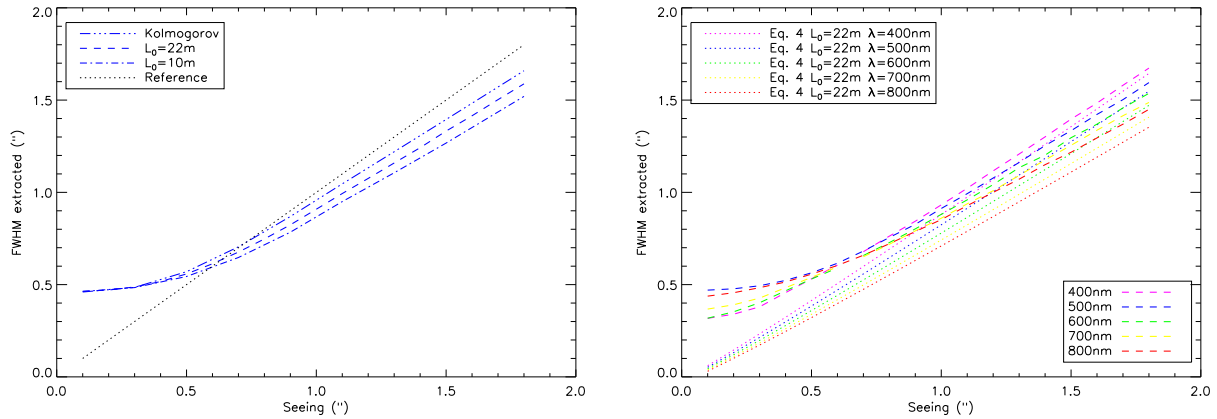 2.0
1.5
1.0
0.5
0.0
FWHM extracted ('')
Kolmogorov
L₀=22m
L₀=10m
Reference
0.0 0.5 1.0 1.5 2.0
Seeing ('')
2.0
1.5
1.0
0.5
0.0
FWHM extracted ('')
Eq. 4 L₀=22m λ=400nm
Eq. 4 L₀=22m λ=500nm
Eq. 4 L₀=22m λ=600nm
Eq. 4 L₀=22m λ=700nm
Eq. 4 L₀=22m λ=800nm
400nm
500nm
600nm
700nm
800nm
0.0 0.5 1.0 1.5 2.0
Seeing ('')